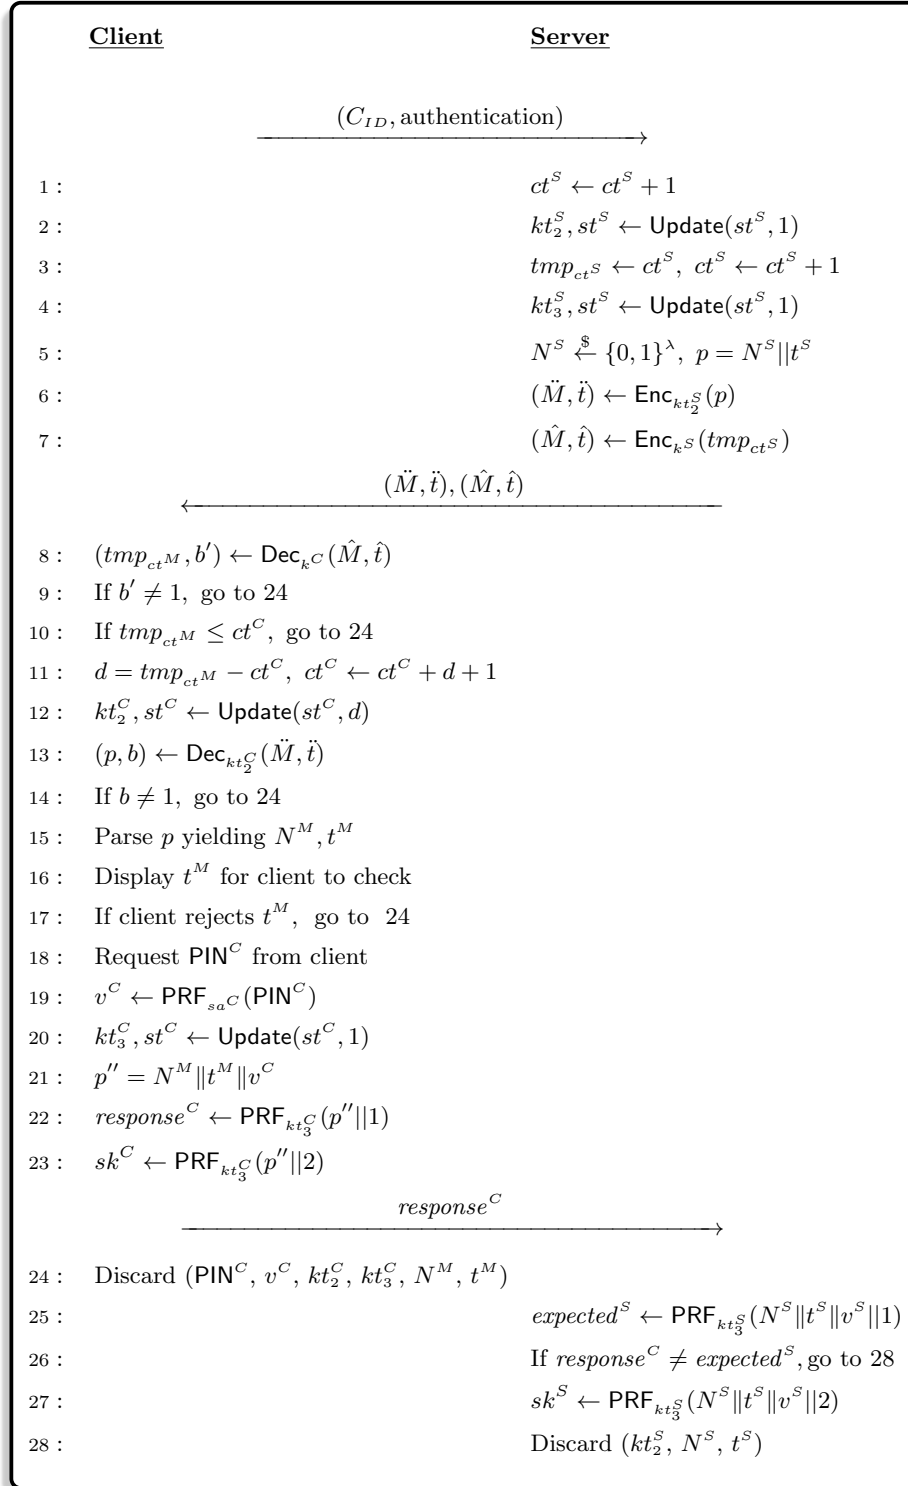 Client Server
(C_{ID}, authentication)
1 : ct^S ← ct^S + 1
2 : kt_2^S, st^S ← Update(st^S, 1)
3 : tmp_{ct^S} ← ct^S, ct^S ← ct^S + 1
4 : kt_3^S, st^S ← Update(st^S, 1)
5 : N^S ←$ {0, 1}^λ, p = N^S||t^S
6 : (M̈, ẗ) ← Enc_{kt_2^S}(p)
7 : (M̂, t̂) ← Enc_{k^S}(tmp_{ct^S})
(M̈, ẗ), (M̂, t̂)
8 : (tmp_{ct^M}, b′) ← Dec_{k^C}(M̂, t̂)
9 : If b′ ≠ 1, go to 24
10 : If tmp_{ct^M} ≤ ct^C, go to 24
11 : d = tmp_{ct^M} − ct^C, ct^C ← ct^C + d + 1
12 : kt_2^C, st^C ← Update(st^C, d)
13 : (p, b) ← Dec_{kt_2^C}(M̈, ẗ)
14 : If b ≠ 1, go to 24
15 : Parse p yielding N^M, t^M
16 : Display t^M for client to check
17 : If client rejects t^M, go to 24
18 : Request PIN^C from client
19 : v^C ← PRF_{sa^C}(PIN^C)
20 : kt_3^C, st^C ← Update(st^C, 1)
21 : p″ = N^M‖t^M‖v^C
22 : response^C ← PRF_{kt_3^C}(p″||1)
23 : sk^C ← PRF_{kt_3^C}(p″||2)
response^C
24 : Discard (PIN^C, v^C, kt_2^C, kt_3^C, N^M, t^M)
25 : expected^S ← PRF_{kt_3^S}(N^S‖t^S‖v^S||1)
26 : If response^C ≠ expected^S, go to 28
27 : sk^S ← PRF_{kt_3^S}(N^S‖t^S‖v^S||2)
28 : Discard (kt_2^S, N^S, t^S)